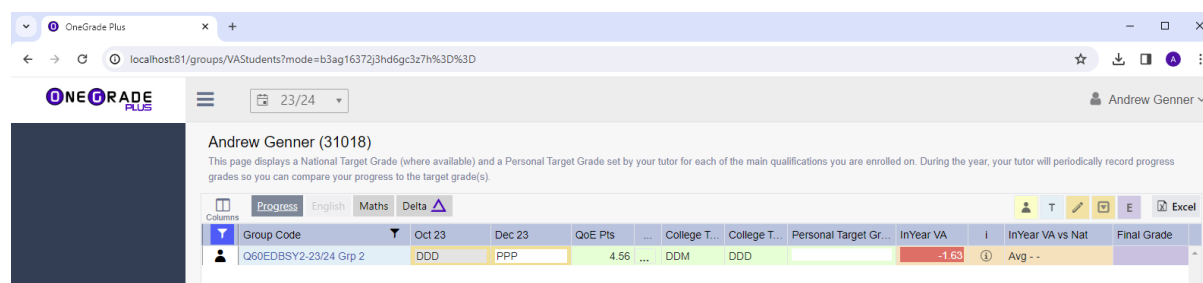 OneGrade Plus
localhost:81/groups/VAStudents?mode=b3ag16372j3hd6gc3z7h%3D%3D
A
ONEGRADE PLUS
23/24
Andrew Genner
Andrew Genner (31018)
This page displays a National Target Grade (where available) and a Personal Target Grade set by your tutor for each of the main qualifications you are enrolled on. During the year, your tutor will periodically record progress
grades so you can compare your progress to the target grade(s).
Columns Progress English Maths Delta T E Excel
Group Code Oct 23 Dec 23 QoE Pts ... College T... College T... Personal Target Gr... InYear VA i InYear VA vs Nat Final Grade
Q60EDBSY2-23/24 Grp 2 DDD PPP 4.56 ... DDM DDD -1.63 Avg - -